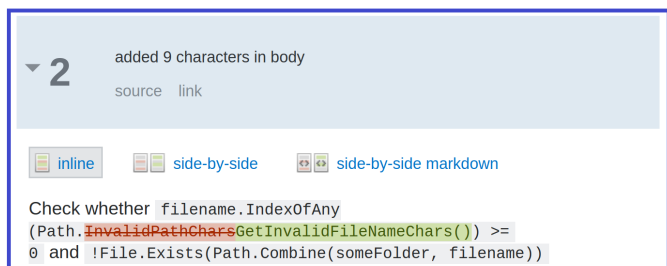 2
added 9 characters in body
source link
inline side-by-side side-by-side markdown
Check whether filename.IndexOfAny
(Path.InvalidPathCharsGetInvalidFileNameChars()) >=
0 and !File.Exists(Path.Combine(someFolder, filename))